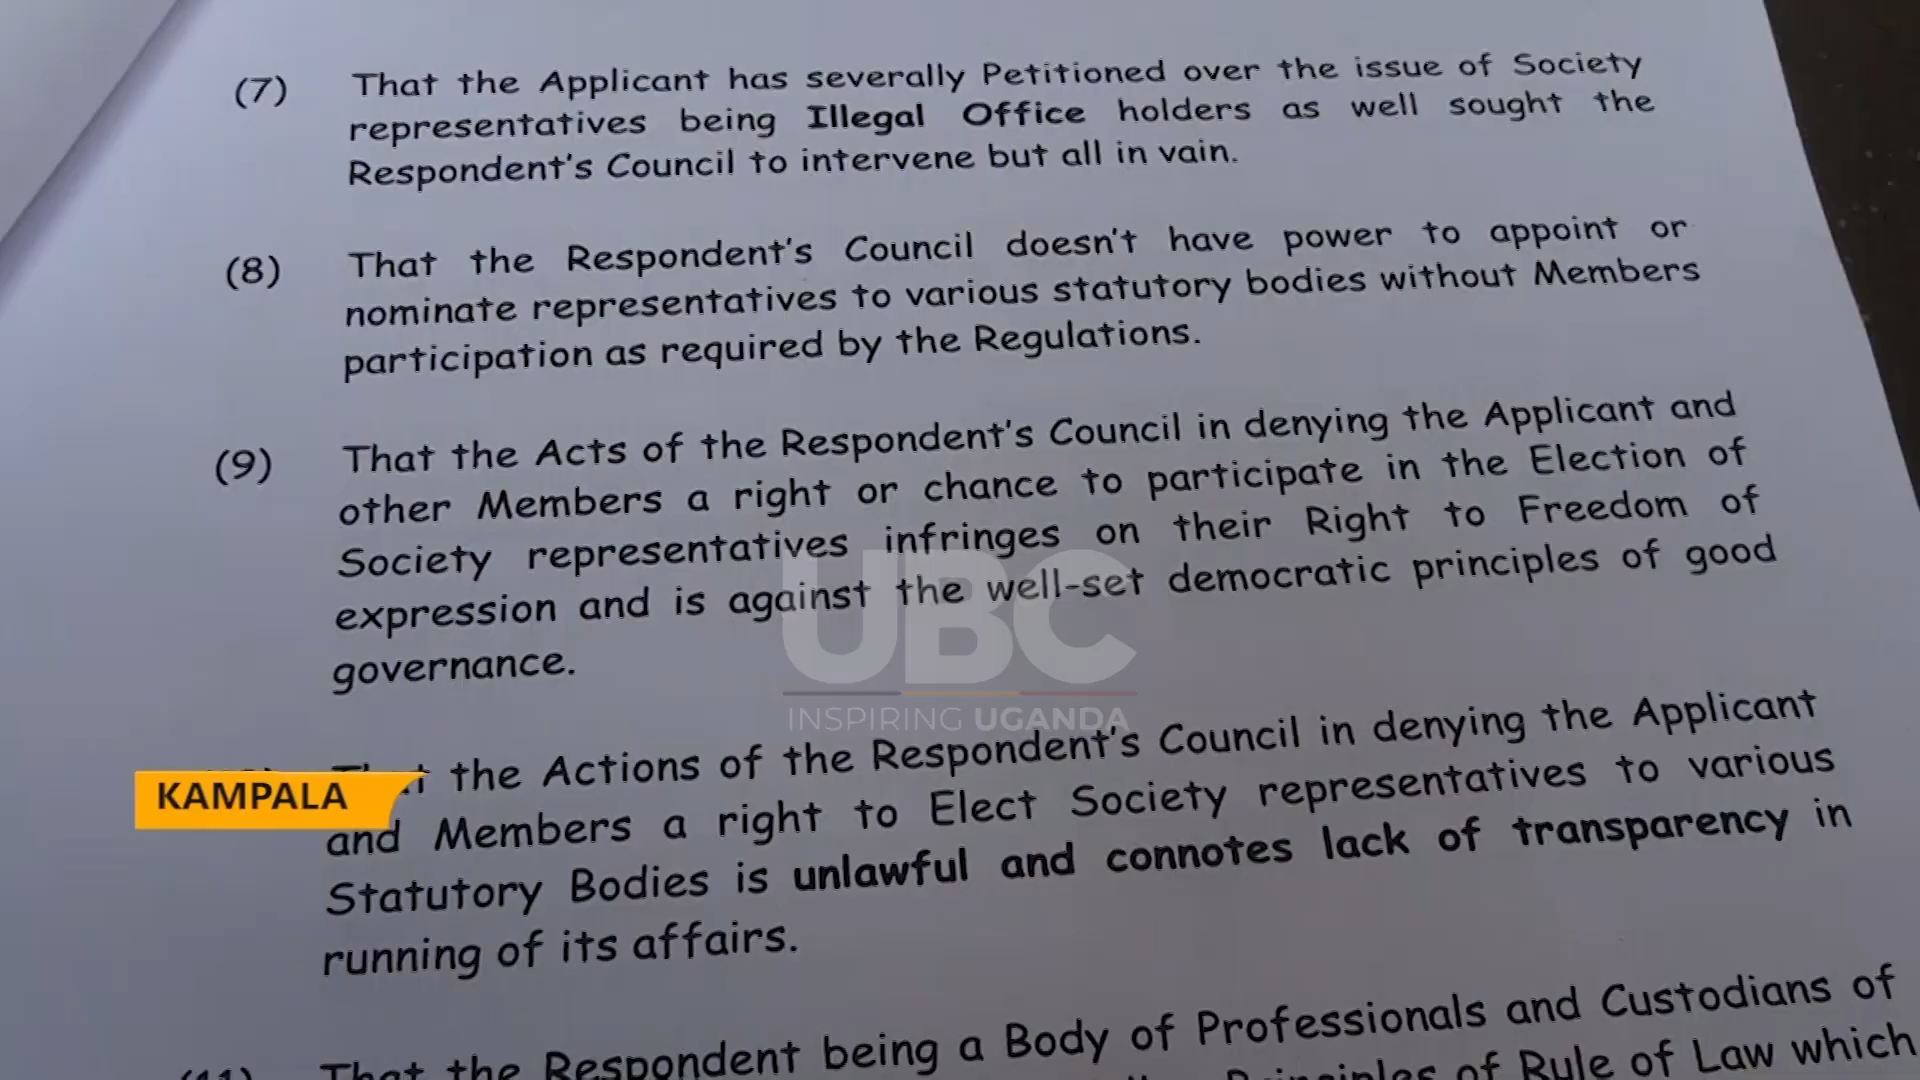 (7) That the Applicant has severally Petitioned over the issue of Society
representatives being Illegal Office holders as well sought the
Respondent's Council to intervene but all in vain.
(8) That the Respondent's Council doesn't have power to appoint or
nominate representatives to various statutory bodies without Members
participation as required by the Regulations.
(9) That the Acts of the Respondent's Council in denying the Applicant and
other Members a right or chance to participate in the Election of
Society representatives infringes on their Right to Freedom of
expression and is against the well-set democratic principles of good
governance.
UBC
INSPIRING UGANDA
the Actions of the Respondent's Council in denying the Applicant
KAMPALA
and Members a right to Elect Society representatives to various
Statutory Bodies is unlawful and connotes lack of transparency in
running of its affairs.
(11) That the Respondent being a Body of Professionals and Custodians of
Principles of Rule of Law which